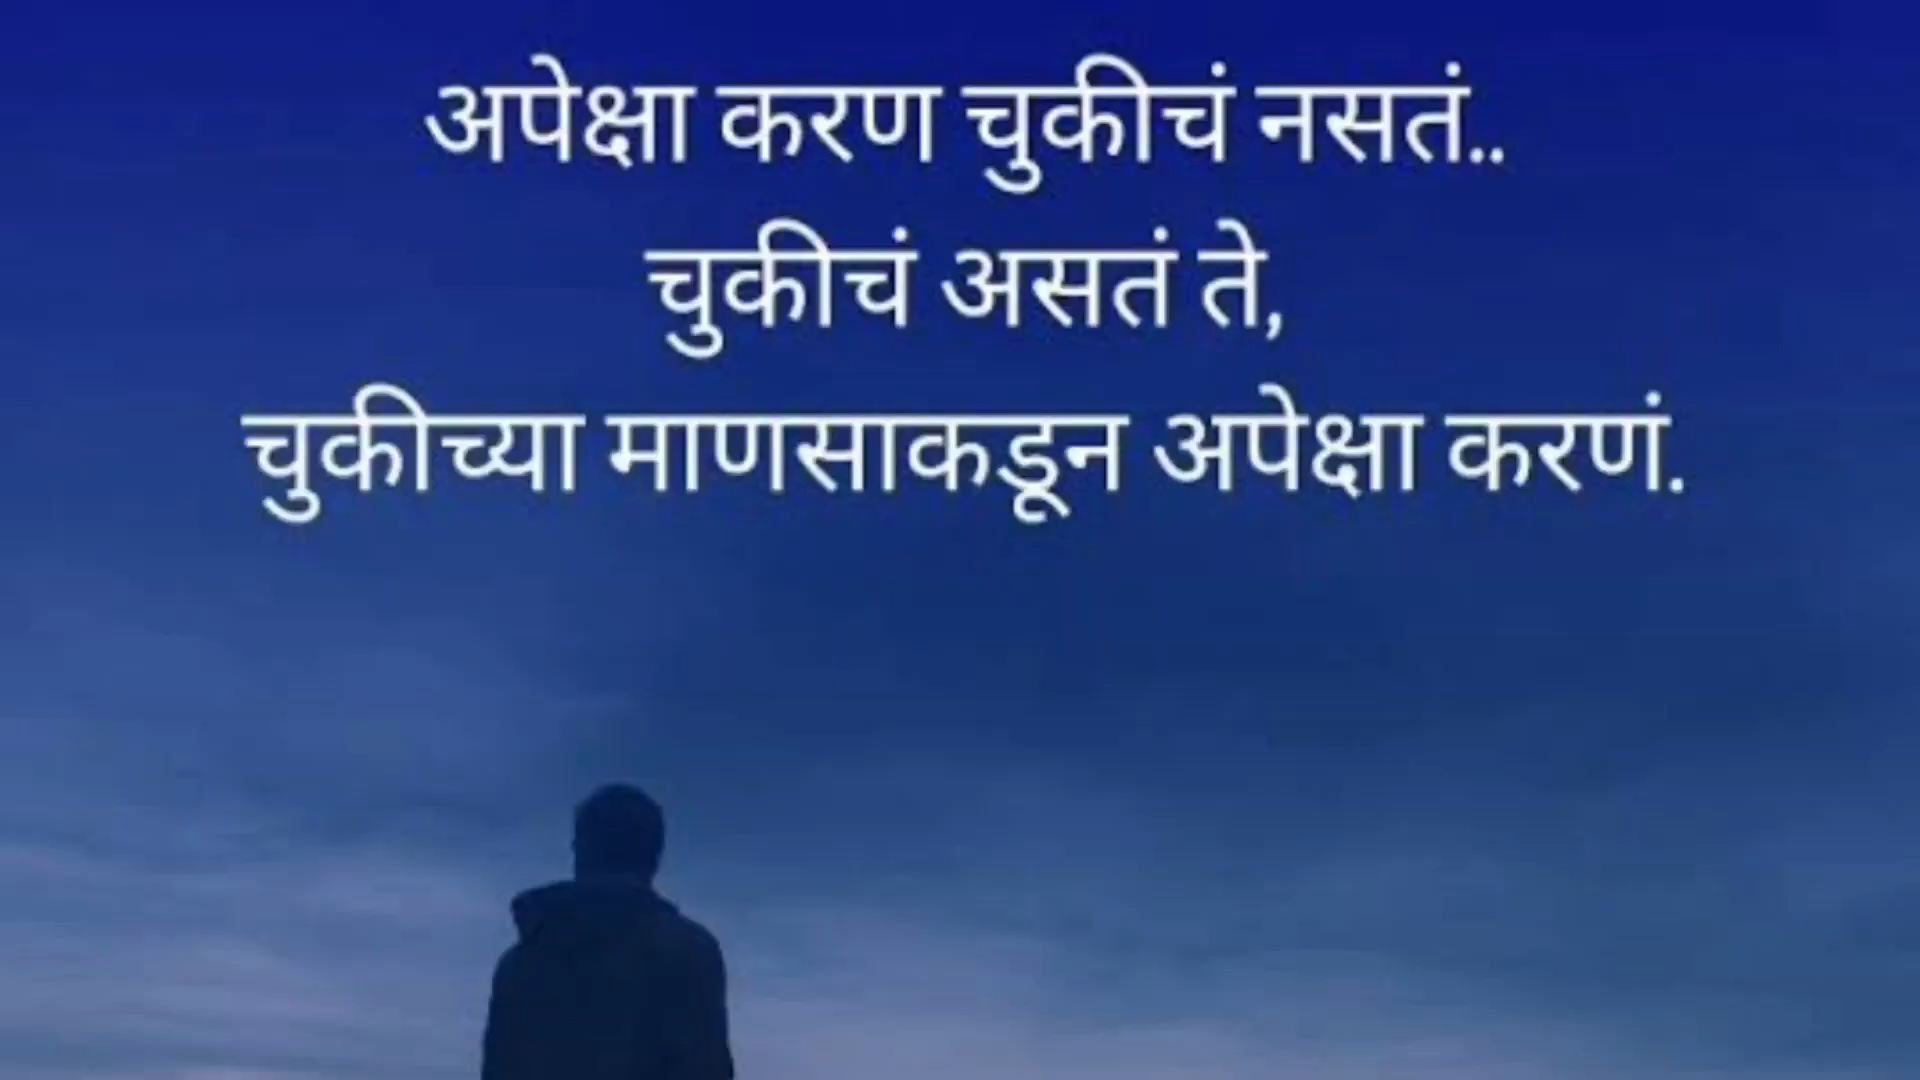 अपेक्षा करण चुकीचं नसतं..
चुकीचं असतं ते,
चुकीच्या माणसाकडून अपेक्षा करणं.